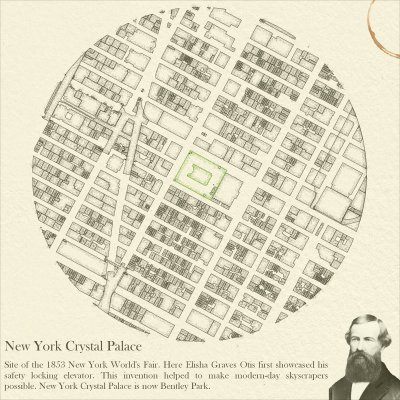 New York Crystal Palace
Site of the 1853 New York World's Fair. Here Elisha Graves Otis first showcased his
safety locking elevator. This invention helped to make modern-day skyscrapers
possible. New York Crystal Palace is now Bentley Park.